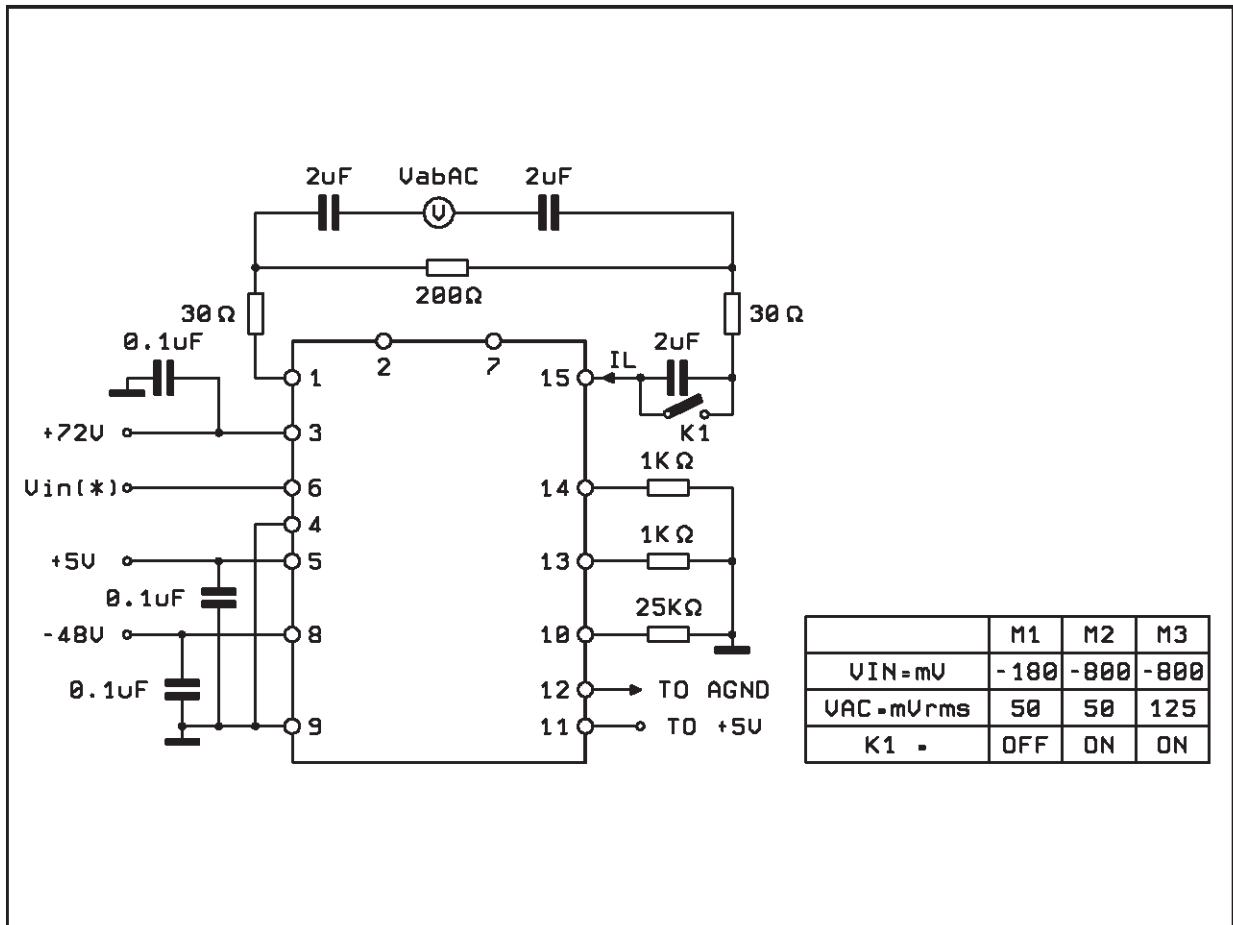 2uF VabAC 2uF
V
200Ω
30Ω 30Ω
0.1uF 2 7 IL 2uF
1 15
K1
+72V 3
1KΩ
Vin(*) 6 14
4
1KΩ
+5V 5 13
0.1uF
25KΩ
-48V 8 10
0.1uF
12 TO AGND
9 11 TO +5V
M1 M2 M3
VIN=mV -180 -800 -800
VAC=mVrms 50 50 125
K1 = OFF ON ON